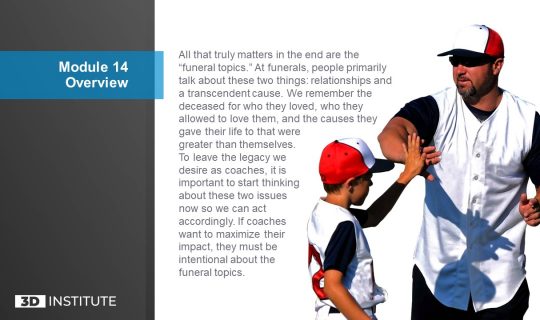 Module 14
Overview
All that truly matters in the end are the
“funeral topics.” At funerals, people primarily
talk about these two things: relationships and
a transcendent cause. We remember the
deceased for who they loved, who they
allowed to love them, and the causes they
gave their life to that were
greater than themselves.
To leave the legacy we
desire as coaches, it is
important to start thinking
about these two issues
now so we can act
accordingly. If coaches
want to maximize their
impact, they must be
intentional about the
funeral topics.
3D INSTITUTE